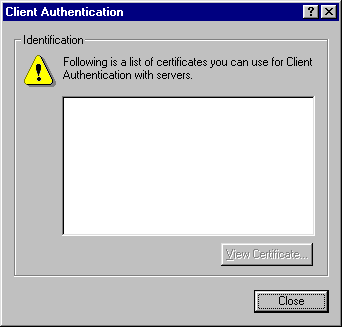 Client Authentication
Identification
Following is a list of certificates you can use for Client
Authentication with servers.
View Certificate...
Close